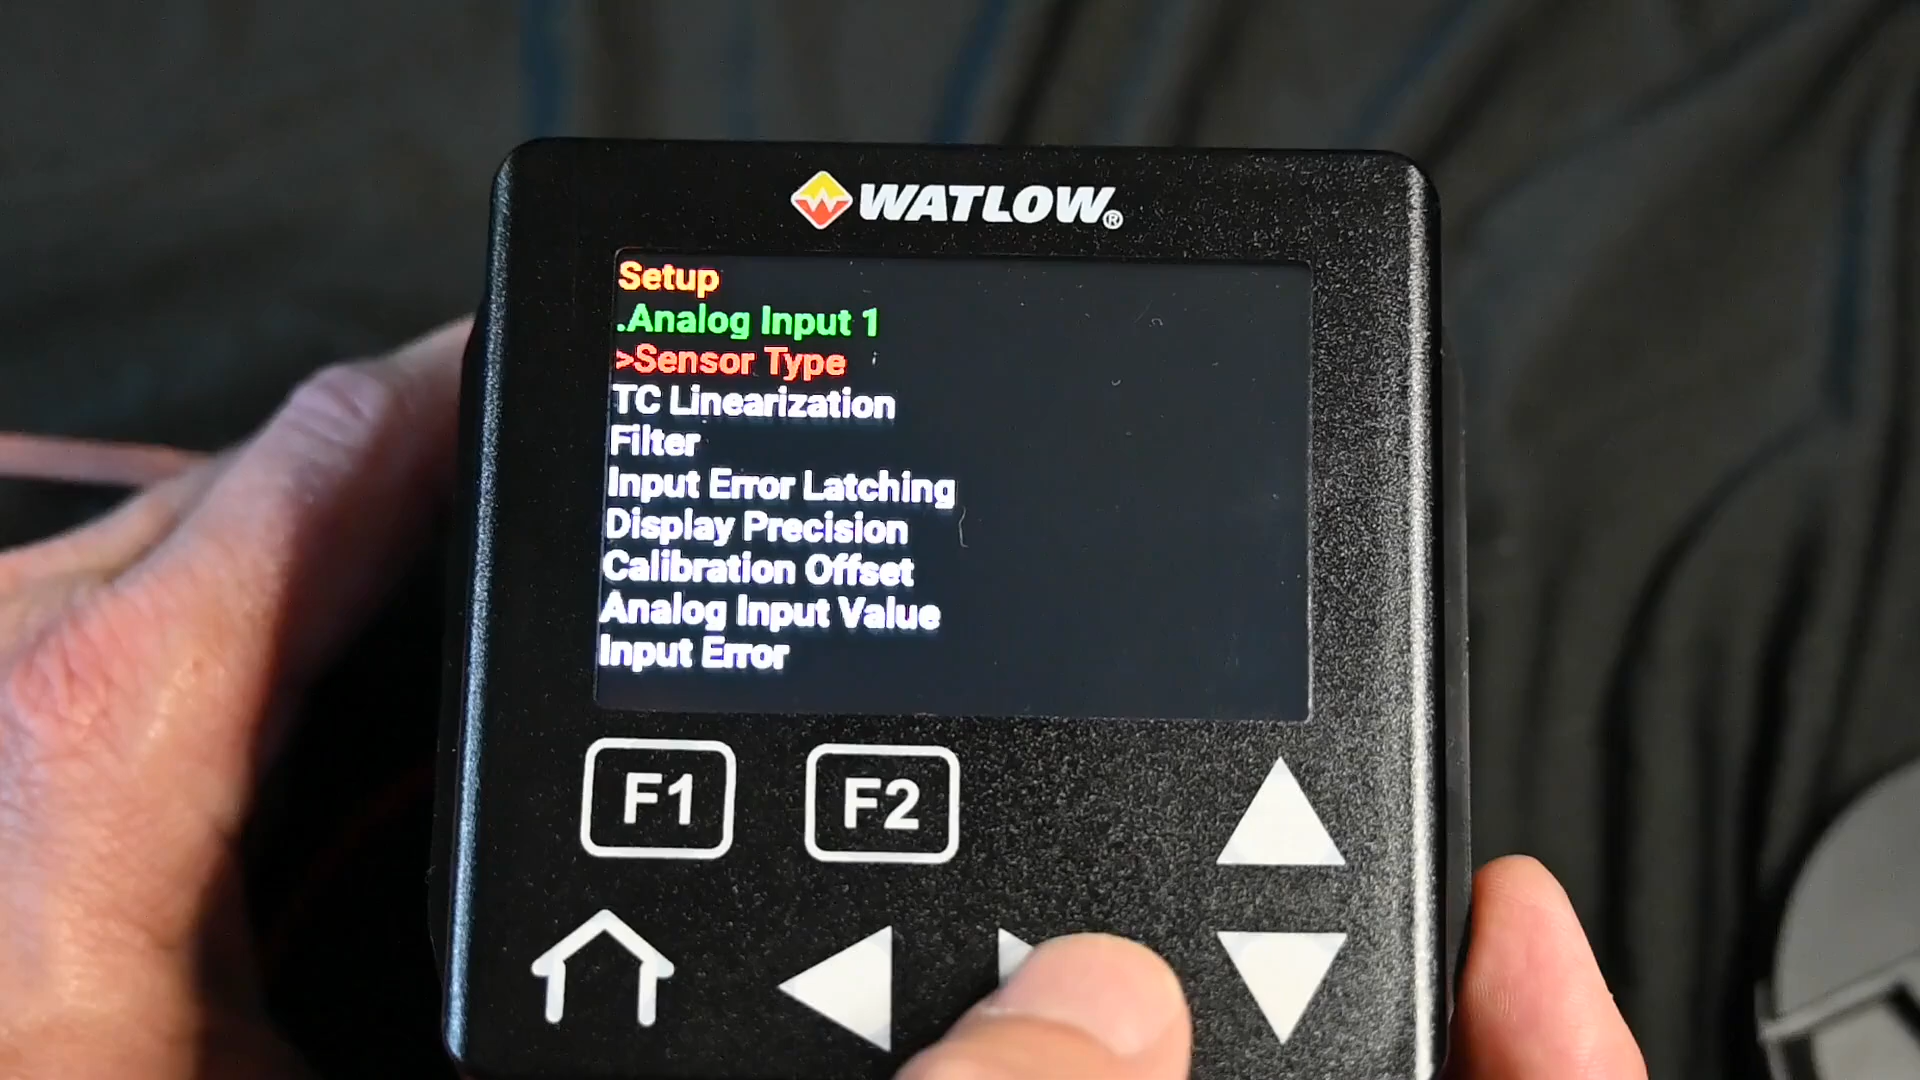 WATLOW®
Setup
.Analog Input 1
>Sensor Type
TC Linearization
Filter
Input Error Latching
Display Precision
Calibration Offset
Analog Input Value
Input Error
F1 F2